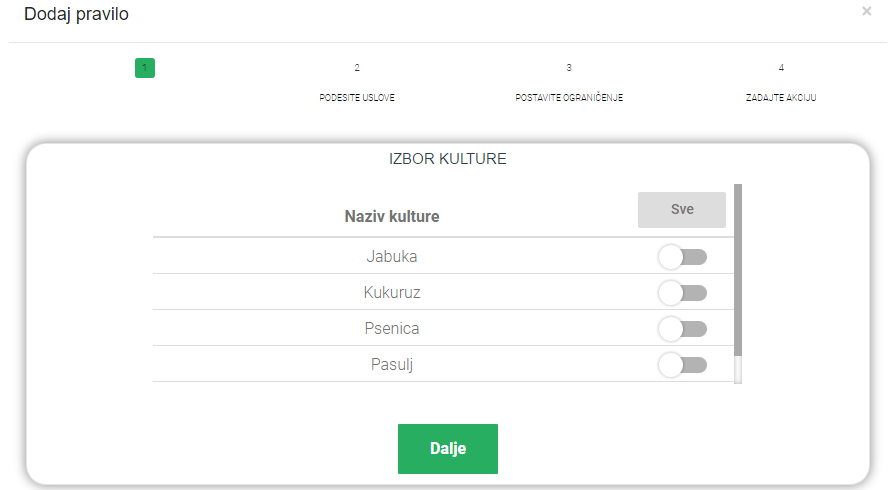 Dodaj pravilo ×
1 2 3 4
PODESITE USLOVE POSTAVITE OGRANIČENJE ZADAJTE AKCIJU
IZBOR KULTURE
Naziv kulture Sve
Jabuka
Kukuruz
Psenica
Pasulj
Dalje